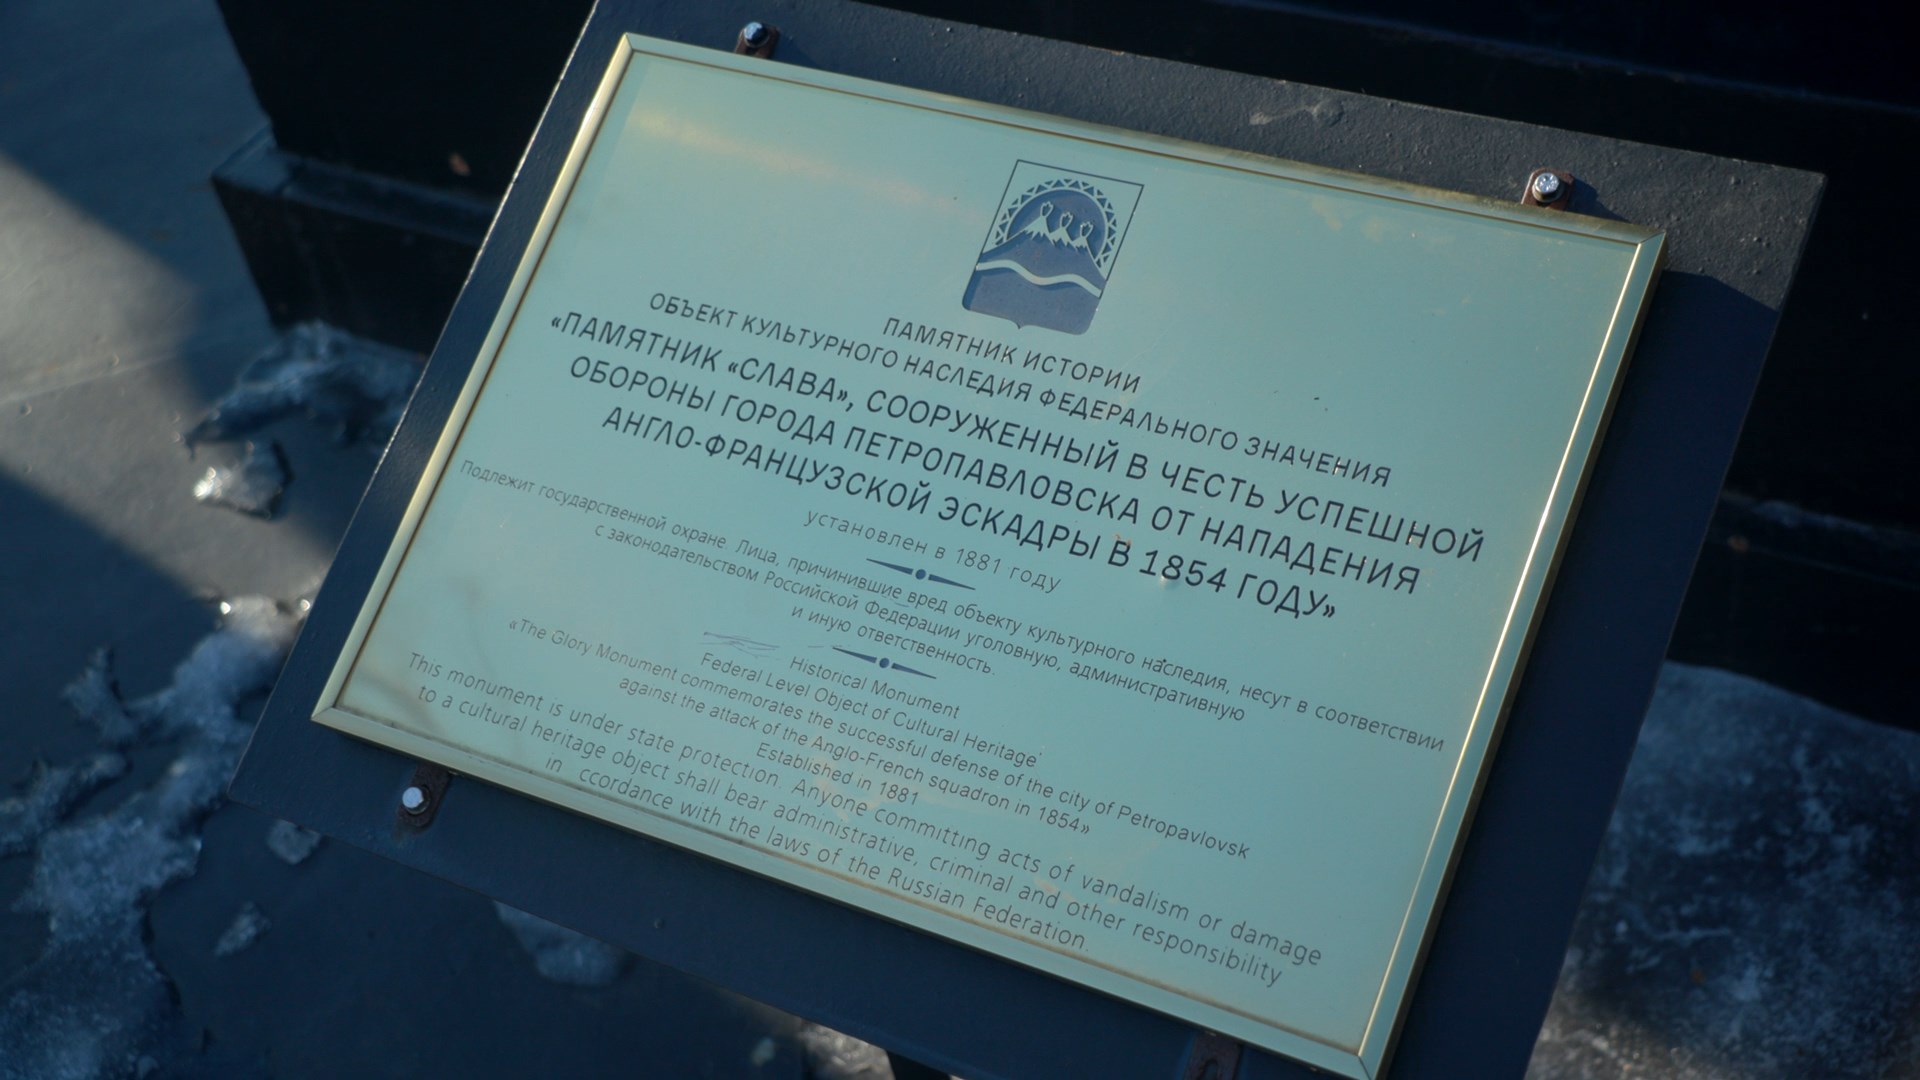 ПАМЯТНИК ИСТОРИИ
ОБЪЕКТ КУЛЬТУРНОГО НАСЛЕДИЯ ФЕДЕРАЛЬНОГО ЗНАЧЕНИЯ
«ПАМЯТНИК «СЛАВА», СООРУЖЕННЫЙ В ЧЕСТЬ УСПЕШНОЙ
ОБОРОНЫ ГОРОДА ПЕТРОПАВЛОВСКА ОТ НАПАДЕНИЯ
АНГЛО-ФРАНЦУЗСКОЙ ЭСКАДРЫ В 1854 ГОДУ»
установлен в 1881 году
Подлежит государственной охране. Лица, причинившие вред объекту культурного наследия, несут в соответствии
с законодательством Российской Федерации уголовную, административную
и иную ответственность.
Historical Monument
Federal Level Object of Cultural Heritage
«The Glory Monument commemorates the successful defense of the city of Petropavlovsk
against the attack of the Anglo-French squadron in 1854»
Established in 1881
This monument is under state protection. Anyone committing acts of vandalism or damage
to a cultural heritage object shall bear administrative, criminal and other responsibility
in ccordance with the laws of the Russian Federation.